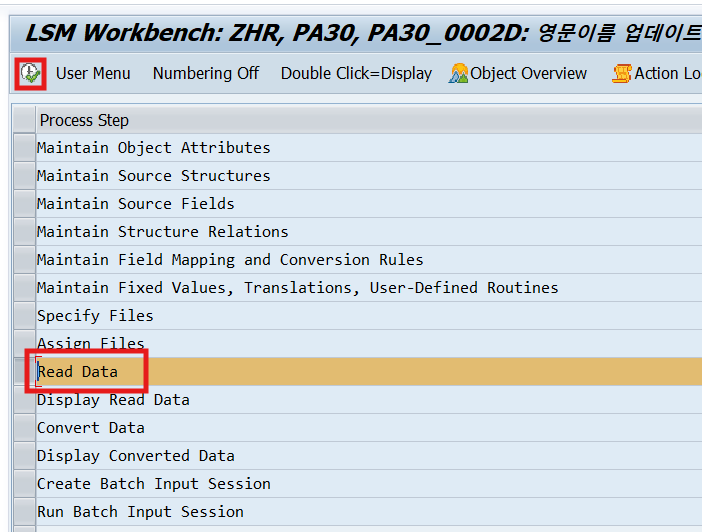 LSM Workbench: ZHR, PA30, PA30_0002D: 영문이름 업데이트
User Menu Numbering Off Double Click=Display Object Overview Action Lo
Process Step
Maintain Object Attributes
Maintain Source Structures
Maintain Source Fields
Maintain Structure Relations
Maintain Field Mapping and Conversion Rules
Maintain Fixed Values, Translations, User-Defined Routines
Specify Files
Assign Files
Read Data
Display Read Data
Convert Data
Display Converted Data
Create Batch Input Session
Run Batch Input Session